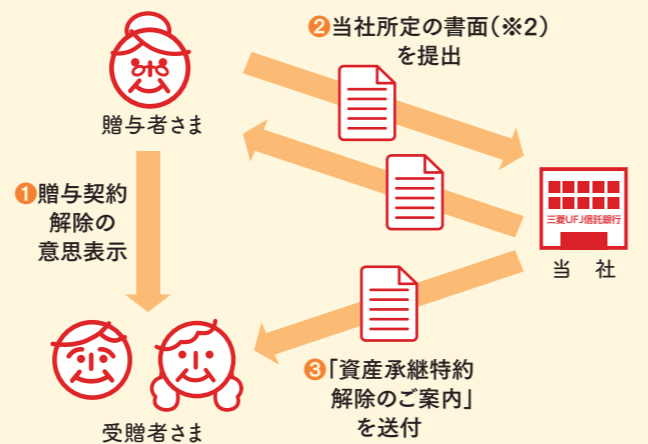 ❷当社所定の書面(※2)
を提出
贈与者さま
❶贈与契約
解除の
意思表示
三菱UFJ信託銀行
当 社
❸「資産承継特約
解除のご案内」
を送付
受贈者さま